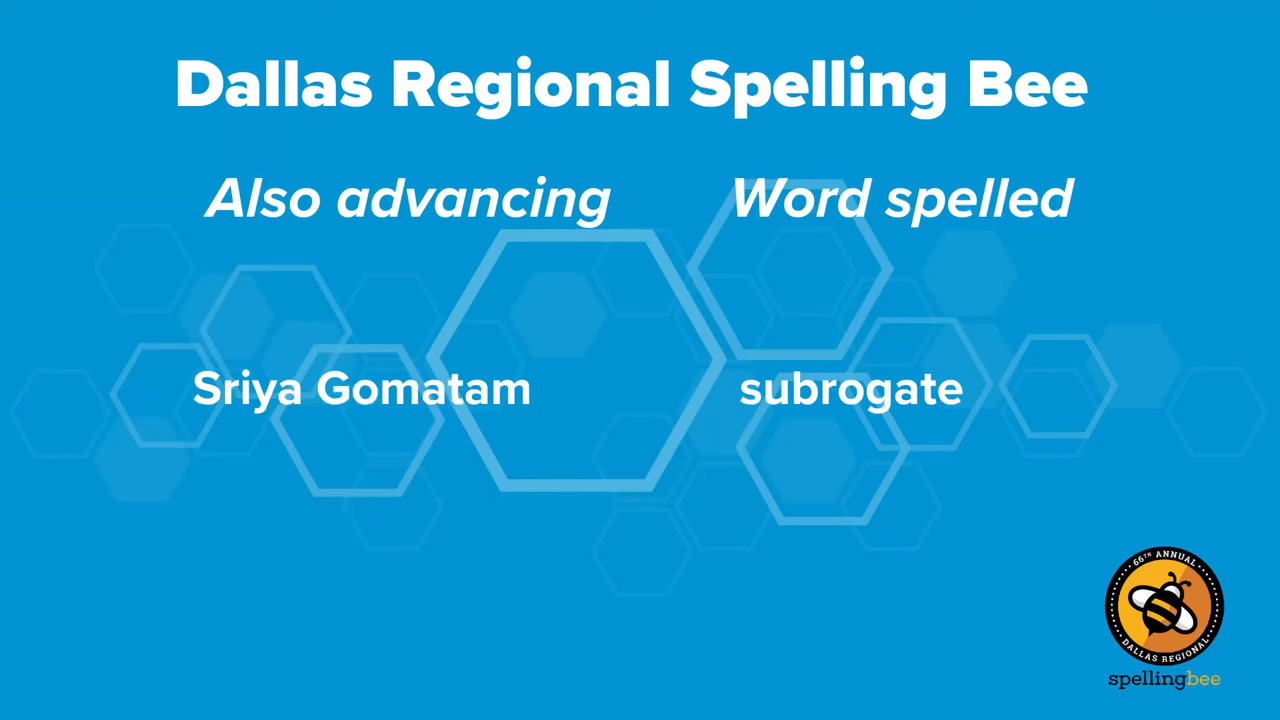 Dallas Regional Spelling Bee
Also advancing
Word spelled
Sriya Gomatam
subrogate
66TH ANNUAL
DALLAS REGIONAL
spellingbee